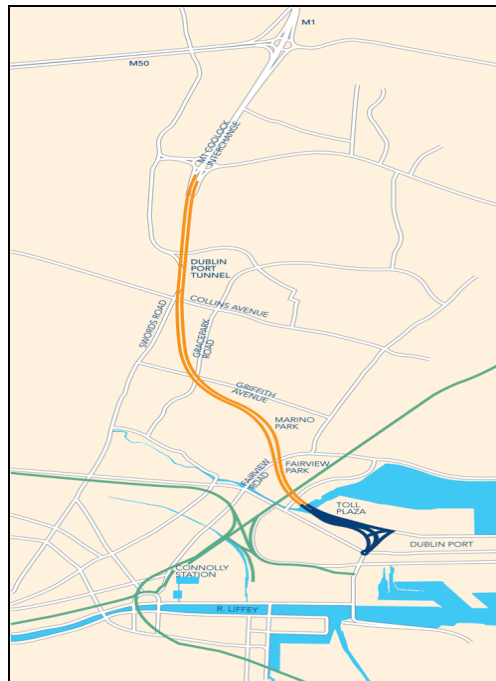 M1
M50
M1 COOLOCK
INTERCHANGE
DUBLIN
PORT
TUNNEL
COLLINS AVENUE
SWORDS ROAD
GRACEPARK
ROAD
GRIFFITH
AVENUE
MARINO
PARK
FAIRVIEW
ROAD
FAIRVIEW
PARK
TOLL
PLAZA
DUBLIN PORT
CONNOLLY
STATION
R. LIFFEY